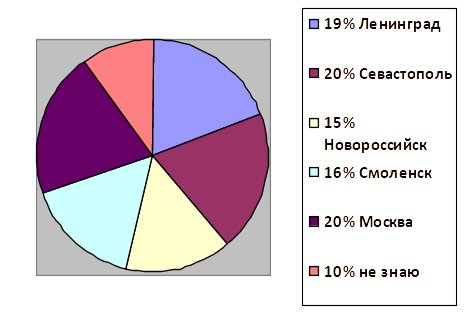 19% Ленинград
20% Севастополь
15%
Новороссийск
16% Смоленск
20% Москва
10% не знаю